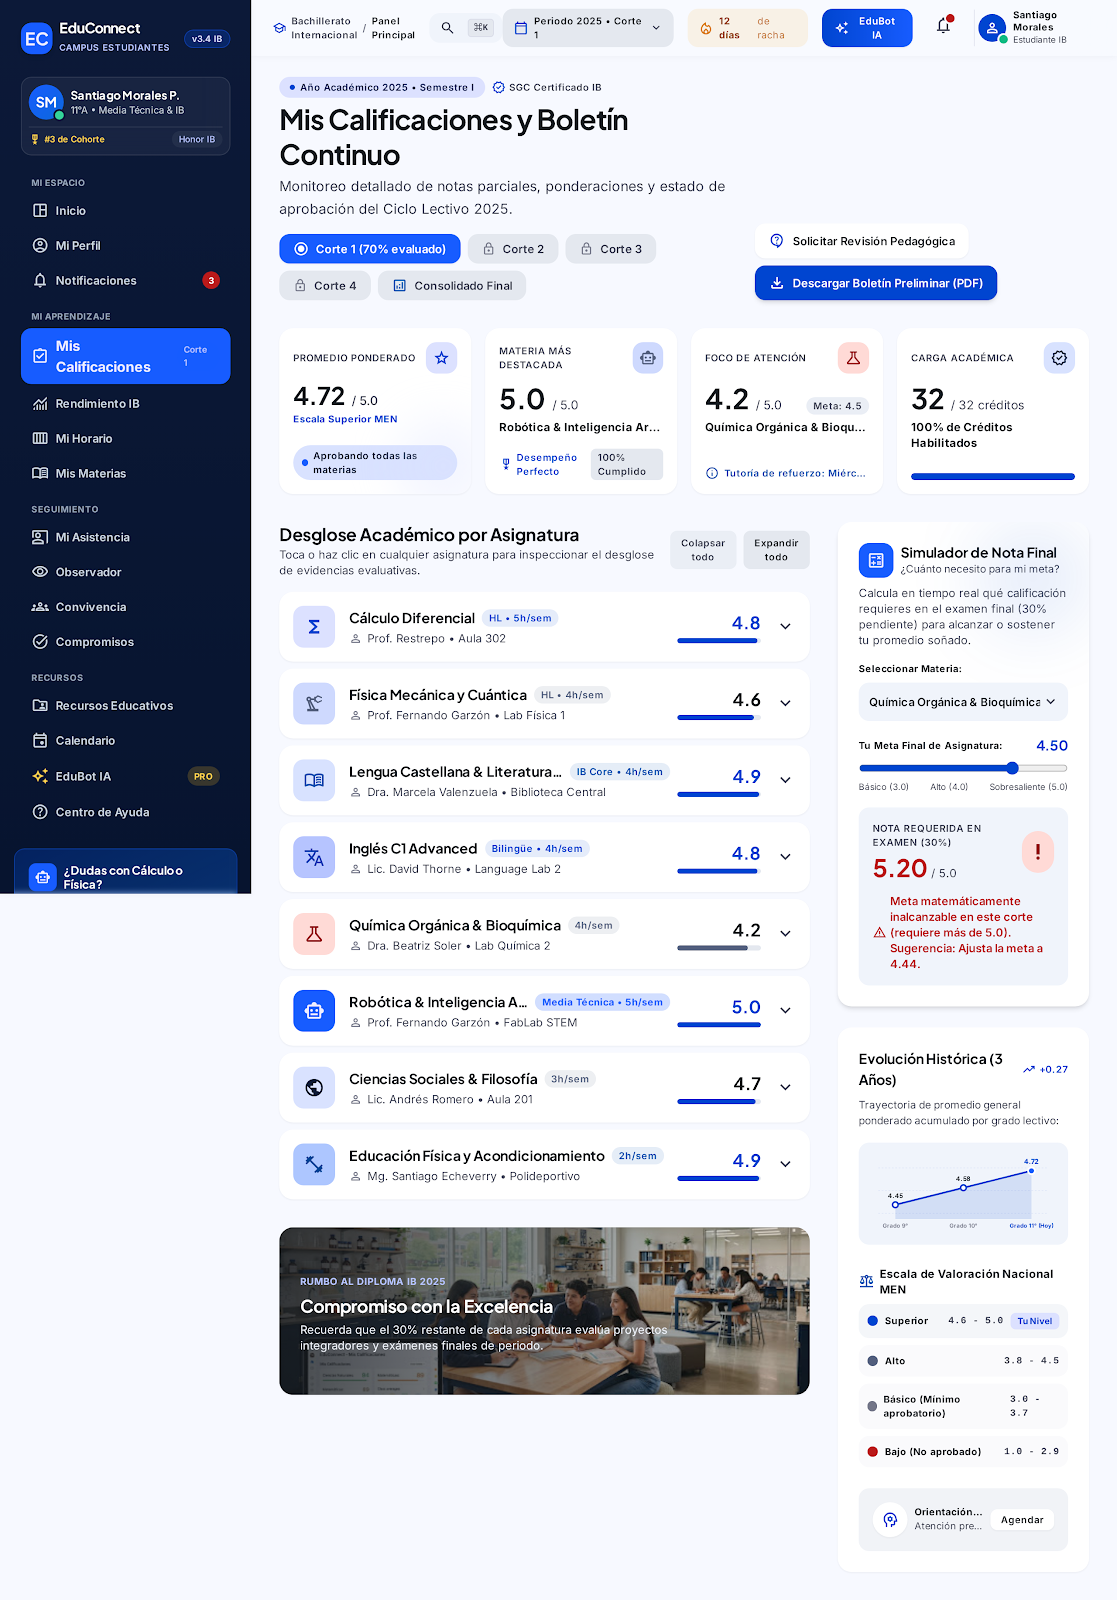 EC
EduConnect
CAMPUS ESTUDIANTES
v3.4 IB
SM
Santiago Morales P.
11°A • Media Técnica & IB
#3 de Cohorte
Honor IB
MI ESPACIO
Inicio
Mi Perfil
Notificaciones
3
MI APRENDIZAJE
Mis
Calificaciones
Corte
1
Rendimiento IB
Mi Horario
Mis Materias
SEGUIMIENTO
Mi Asistencia
Observador
Convivencia
Compromisos
RECURSOS
Recursos Educativos
Calendario
EduBot IA
PRO
Centro de Ayuda
¿Dudas con Cálculo o
Física?
Bachillerato
Internacional
/
Panel
Principal
⌘K
Periodo 2025 • Corte
1
12
días
de
racha
EduBot
IA
Santiago
Morales
Estudiante IB
Año Académico 2025 • Semestre I
SGC Certificado IB
Mis Calificaciones y Boletín
Continuo
Monitoreo detallado de notas parciales, ponderaciones y estado de
aprobación del Ciclo Lectivo 2025.
Corte 1 (70% evaluado)
Corte 2
Corte 3
Corte 4
Consolidado Final
Solicitar Revisión Pedagógica
Descargar Boletín Preliminar (PDF)
PROMEDIO PONDERADO
4.72 / 5.0
Escala Superior MEN
Aprobando todas las
materias
MATERIA MÁS
DESTACADA
5.0 / 5.0
Robótica & Inteligencia Ar...
Desempeño
Perfecto
100%
Cumplido
FOCO DE ATENCIÓN
4.2 / 5.0
Meta: 4.5
Química Orgánica & Bioqu...
Tutoría de refuerzo: Miérc...
CARGA ACADÉMICA
32 / 32 créditos
100% de Créditos
Habilitados
Desglose Académico por Asignatura
Toca o haz clic en cualquier asignatura para inspeccionar el desglose
de evidencias evaluativas.
Colapsar
todo
Expandir
todo
Cálculo Diferencial
HL • 5h/sem
Prof. Restrepo • Aula 302
4.8
Física Mecánica y Cuántica
HL • 4h/sem
Prof. Fernando Garzón • Lab Física 1
4.6
Lengua Castellana & Literatura...
IB Core • 4h/sem
Dra. Marcela Valenzuela • Biblioteca Central
4.9
Inglés C1 Advanced
Bilingüe • 4h/sem
Lic. David Thorne • Language Lab 2
4.8
Química Orgánica & Bioquímica
4h/sem
Dra. Beatriz Soler • Lab Química 2
4.2
Robótica & Inteligencia A...
Media Técnica • 5h/sem
Prof. Fernando Garzón • FabLab STEM
5.0
Ciencias Sociales & Filosofía
3h/sem
Lic. Andrés Romero • Aula 201
4.7
Educación Física y Acondicionamiento
2h/sem
Mg. Santiago Echeverry • Polideportivo
4.9
RUMBO AL DIPLOMA IB 2025
Compromiso con la Excelencia
Recuerda que el 30% restante de cada asignatura evalúa proyectos
integradores y exámenes finales de periodo.
Simulador de Nota Final
¿Cuánto necesito para mi meta?
Calcula en tiempo real qué calificación
requieres en el examen final (30%
pendiente) para alcanzar o sostener
tu promedio soñado.
Seleccionar Materia:
Química Orgánica & Bioquímica
Tu Meta Final de Asignatura:
4.50
Básico (3.0)
Alto (4.0)
Sobresaliente (5.0)
NOTA REQUERIDA EN
EXAMEN (30%)
5.20 / 5.0
Meta matemáticamente
inalcanzable en este corte
(requiere más de 5.0).
Sugerencia: Ajusta la meta a
4.44.
Evolución Histórica (3
Años)
+0.27
Trayectoria de promedio general
ponderado acumulado por grado lectivo:
4.45
4.58
4.72
Grado 9°
Grado 10°
Grado 11° (Hoy)
Escala de Valoración Nacional
MEN
Superior
4.6 - 5.0
Tu Nivel
Alto
3.8 - 4.5
Básico (Mínimo
aprobatorio)
3.0 -
3.7
Bajo (No aprobado)
1.0 - 2.9
Orientación...
Atención pre...
Agendar